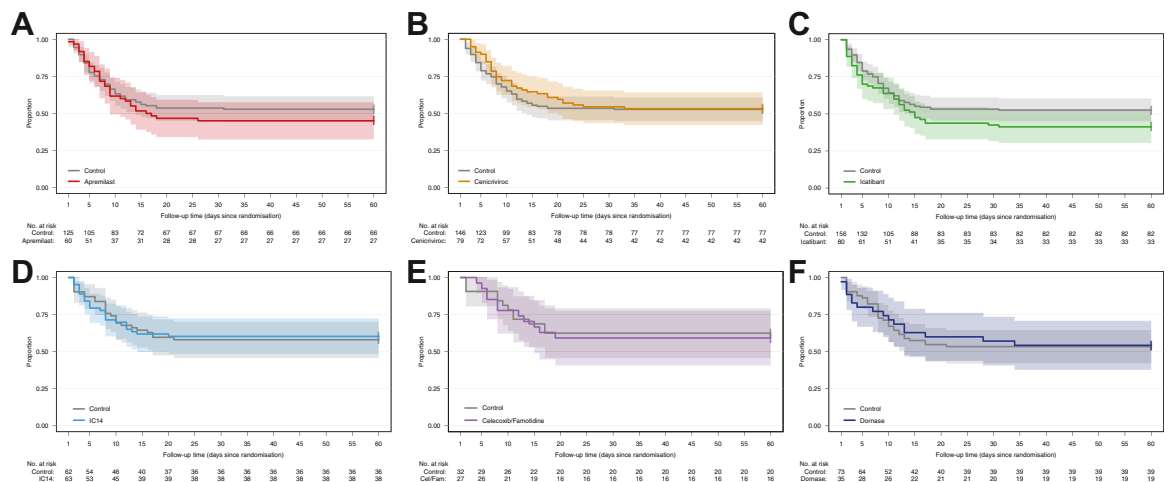 A
1.00
0.75
0.50
0.25
0.00
Proportion
Control
Apremilast
1 5 10 15 20 25 30 35 40 45 50 55 60
Follow-up time (days since randomisation)
No. at risk
Control: 125 105 83 72 67 67 67 66 66 66 66 66 66
Apremilast: 60 51 37 31 28 28 27 27 27 27 27 27 27
B
1.00
0.75
0.50
0.25
0.00
Proportion
Control
Cenicriviroc
1 5 10 15 20 25 30 35 40 45 50 55 60
Follow-up time (days since randomisation)
No. at risk
Control: 146 123 99 83 78 78 78 77 77 77 77 77 77
Cenicriviroc: 79 72 57 51 48 44 43 42 42 42 42 42 42
C
1.00
0.75
0.50
0.25
0.00
Proportion
Control
Icatibant
1 5 10 15 20 25 30 35 40 45 50 55 60
Follow-up time (days since randomisation)
No. at risk
Control: 156 132 105 88 83 83 83 82 82 82 82 82 82
Icatibant: 80 61 51 41 35 35 34 33 33 33 33 33 33
D
1.00
0.75
0.50
0.25
0.00
Proportion
Control
IC14
1 5 10 15 20 25 30 35 40 45 50 55 60
Follow-up time (days since randomisation)
No. at risk
Control: 62 54 46 40 37 36 36 36 36 36 36 36 36
IC14: 63 53 45 39 39 38 38 38 38 38 38 38 38
E
1.00
0.75
0.50
0.25
0.00
Proportion
Control
Celecoxib/Famotidine
1 5 10 15 20 25 30 35 40 45 50 55 60
Follow-up time (days since randomisation)
No. at risk
Control: 32 29 26 22 20 20 20 20 20 20 20 20 20
Cel/Fam: 27 26 21 19 16 16 16 16 16 16 16 16 16
F
1.00
0.75
0.50
0.25
0.00
Proportion
Control
Dornase
1 5 10 15 20 25 30 35 40 45 50 55 60
Follow-up time (days since randomisation)
No. at risk
Control: 73 64 52 42 40 39 39 39 39 39 39 39 39
Dornase: 35 28 26 22 21 21 20 19 19 19 19 19 19